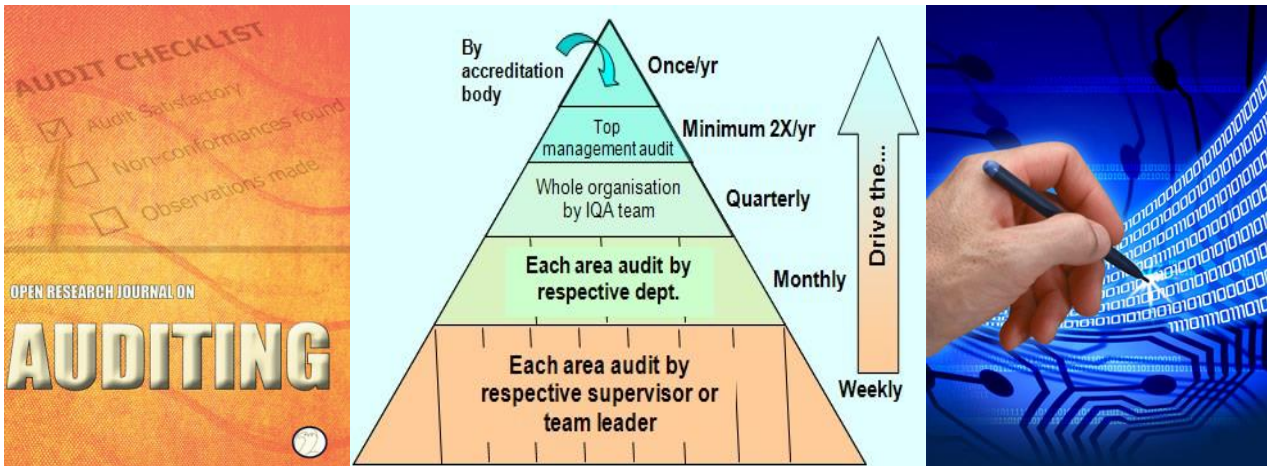 AUDIT CHECKLIST
Audit Satisfactory
Non-conformances found
Observations made
OPEN RESEARCH JOURNAL ON
AUDITING
By
accreditation
body
Once/yr
Top
management audit
Minimum 2X/yr
Whole organisation
by IQA team
Quarterly
Each area audit by
respective dept.
Monthly
Each area audit by
respective supervisor or
team leader
Weekly
Drive the...